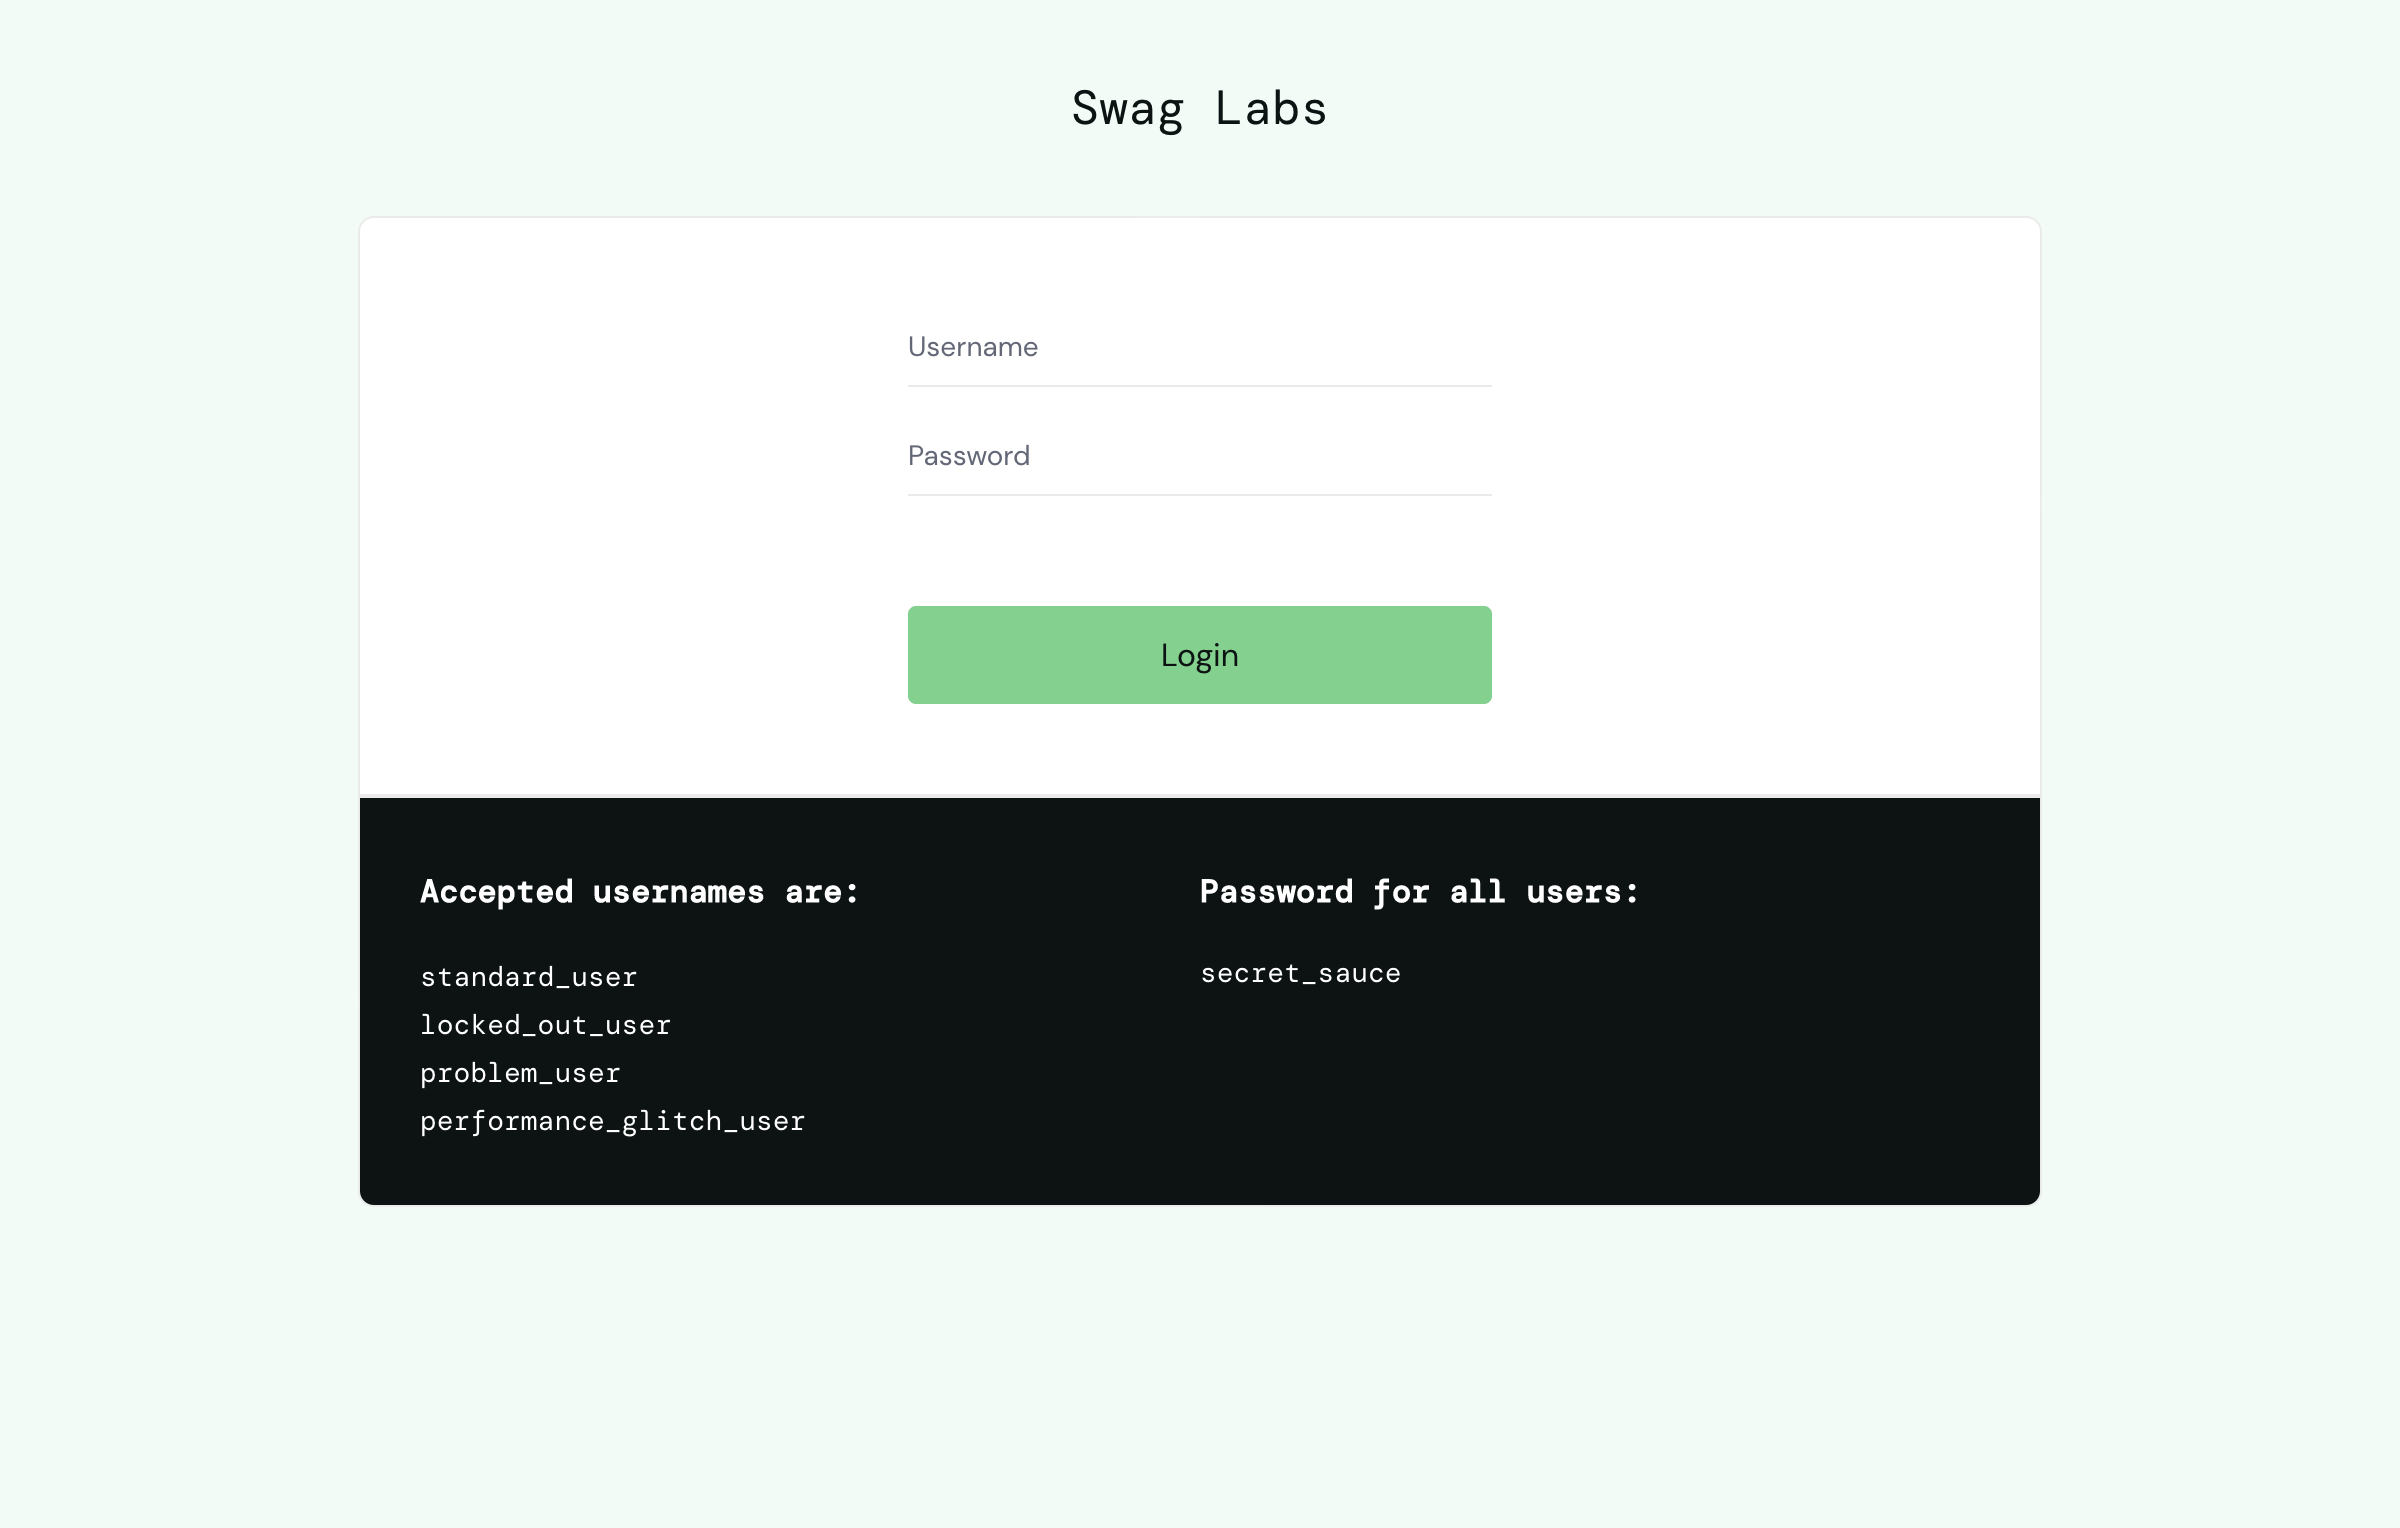 Swag Labs
Username
Password
Login
Accepted usernames are:
standard_user
locked_out_user
problem_user
performance_glitch_user
Password for all users:
secret_sauce